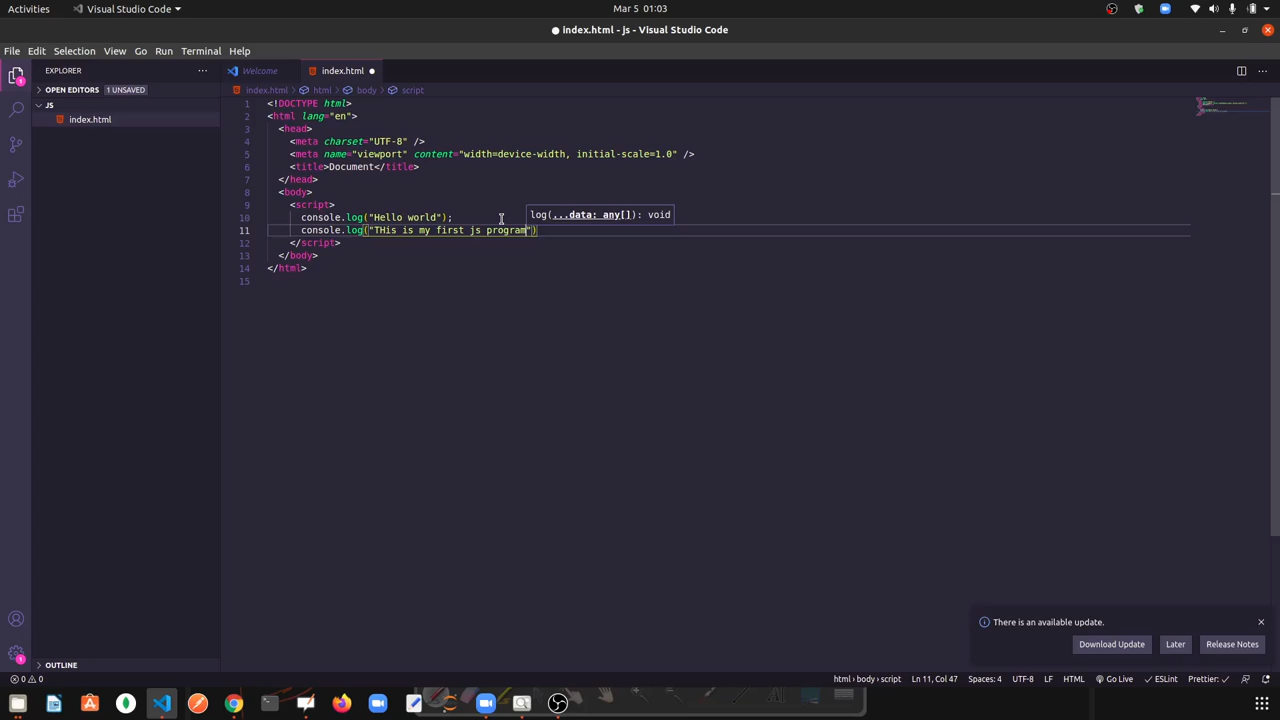 Activities
Visual Studio Code
Mar 5 01:03
index.html - js - Visual Studio Code
File Edit Selection View Go Run Terminal Help
EXPLORER
Welcome
index.html
OPEN EDITORS 1 UNSAVED
index.html html body script
JS
index.html
1 <!DOCTYPE html>
2 <html lang="en">
3 <head>
4 <meta charset="UTF-8" />
5 <meta name="viewport" content="width=device-width, initial-scale=1.0" />
6 <title>Document</title>
7 </head>
8 <body>
9 <script>
10 console.log("Hello world");
log(...data: any[]): void
11 console.log("THis is my first js program")
12 </script>
13 </body>
14 </html>
15
There is an available update.
Download Update Later Release Notes
OUTLINE
0 0
html › body › script Ln 11, Col 47 Spaces: 4 UTF-8 LF HTML Go Live ESLint Prettier: